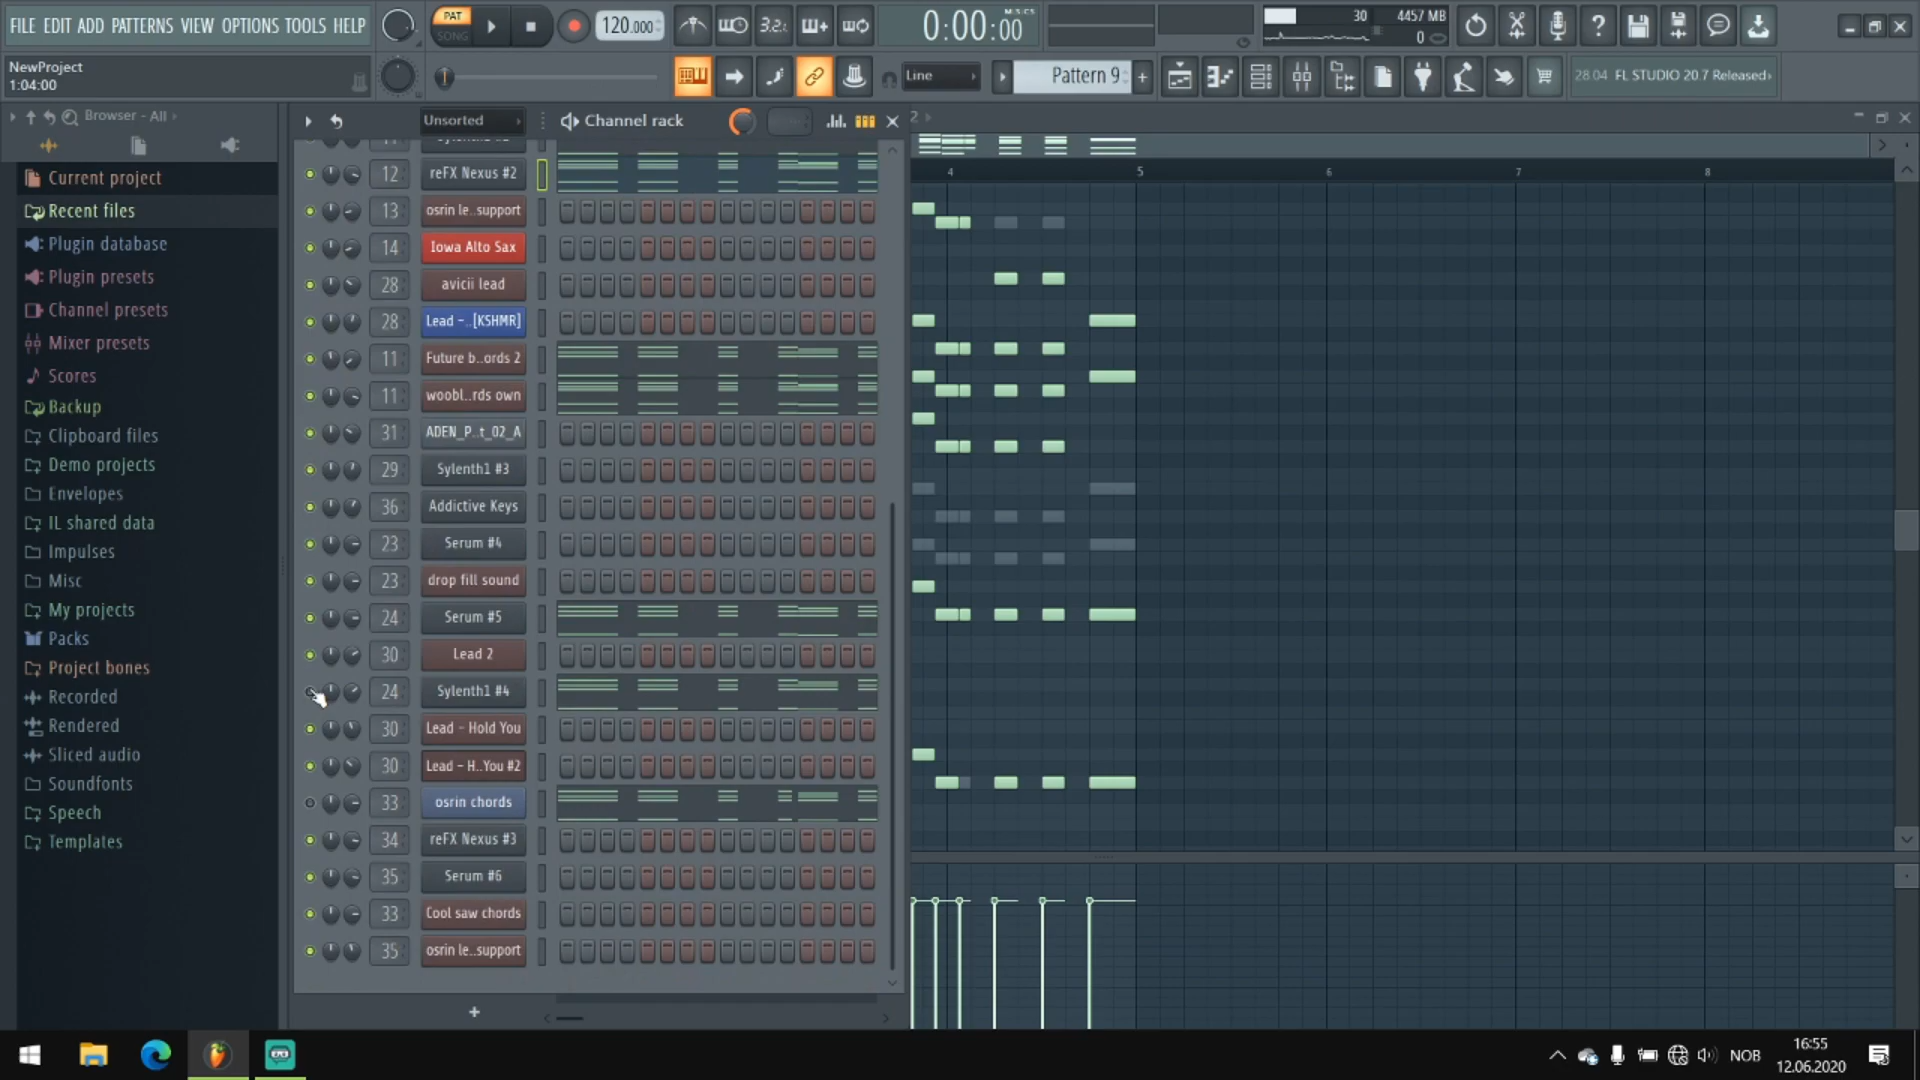 FILE EDIT ADD PATTERNS VIEW OPTIONS TOOLS HELP
PAT
SONG
120.000
3.2.
0:00:00
M:S:CS
30
4457 MB
0
NewProject
1:04:00
Line
Pattern 9
28.04 FL STUDIO 20.7 Released
Browser - All
Unsorted
Channel rack
2
Current project
Recent files
Plugin database
Plugin presets
Channel presets
Mixer presets
Scores
Backup
Clipboard files
Demo projects
Envelopes
IL shared data
Impulses
Misc
My projects
Packs
Project bones
Recorded
Rendered
Sliced audio
Soundfonts
Speech
Templates
12 reFX Nexus #2
13 osrin le..support
14 Iowa Alto Sax
28 avicii lead
28 Lead -..[KSHMR]
11 Future b..ords 2
11 woobl..rds own
31 ADEN_P..t_02_A
29 Sylenth1 #3
36 Addictive Keys
23 Serum #4
23 drop fill sound
24 Serum #5
30 Lead 2
24 Sylenth1 #4
30 Lead - Hold You
30 Lead - H..You #2
33 osrin chords
34 reFX Nexus #3
35 Serum #6
33 Cool saw chords
35 osrin le..support
+
4 5 6 7 8
NOB
16:55
12.06.2020